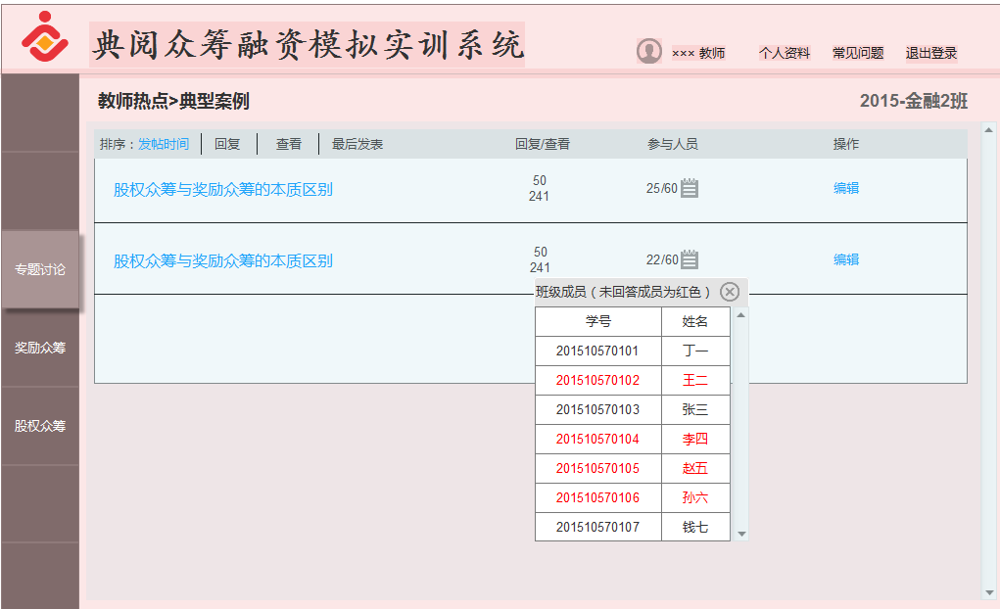 典阅众筹融资模拟实训系统
××× 教师 个人资料 常见问题 退出登录
教师热点>典型案例 2015-金融2班
排序：发帖时间 回复 查看 最后发表 回复/查看 参与人员 操作
股权众筹与奖励众筹的本质区别 50 25/60 编辑
241
专题讨论
股权众筹与奖励众筹的本质区别 50 22/60 编辑
241
班级成员（未回答成员为红色）
学号 姓名
201510570101 丁一
奖励众筹
201510570102 王二
201510570103 张三
股权众筹
201510570104 李四
201510570105 赵五
201510570106 孙六
201510570107 钱七